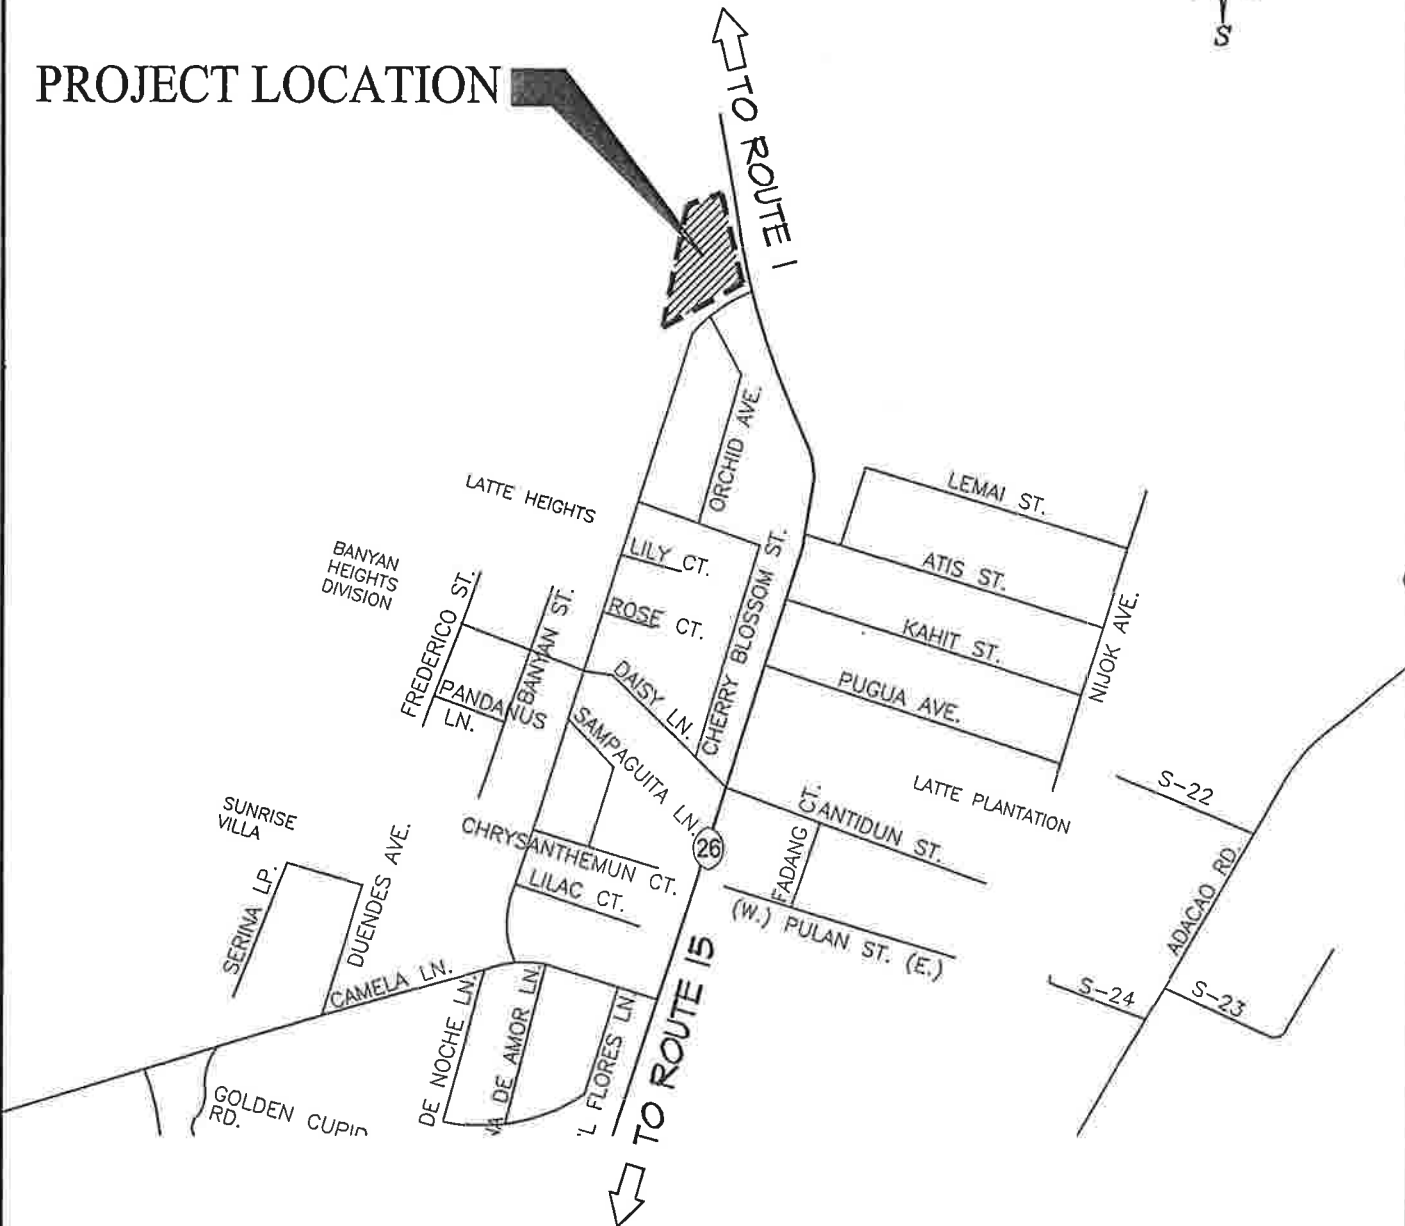 S
PROJECT LOCATION
TO ROUTE 1
ORCHID AVE.
LATTE HEIGHTS
LEMAI ST.
BANYAN
HEIGHTS
DIVISION
LILY CT.
ATIS ST.
FREDERICO ST.
BANYAN ST.
ROSE CT.
CHERRY BLOSSOM ST.
KAHIT ST.
NIJOK AVE.
PANDANUS
LN.
DAISY LN.
PUGUA AVE.
SAMPAGUITA LN.
LATTE PLANTATION
S-22
SUNRISE
VILLA
DUENDES AVE.
CHRYSANTHEMUN CT.
26
FADANG CT.
ANTIDUN ST.
SERINA LP.
LILAC CT.
(W.) PULAN ST. (E.)
ADACAO RD.
CAMELA LN.
S-24
S-23
DE NOCHE LN.
NA DE AMOR LN.
L FLORES LN.
TO ROUTE 15
GOLDEN CUPID
RD.